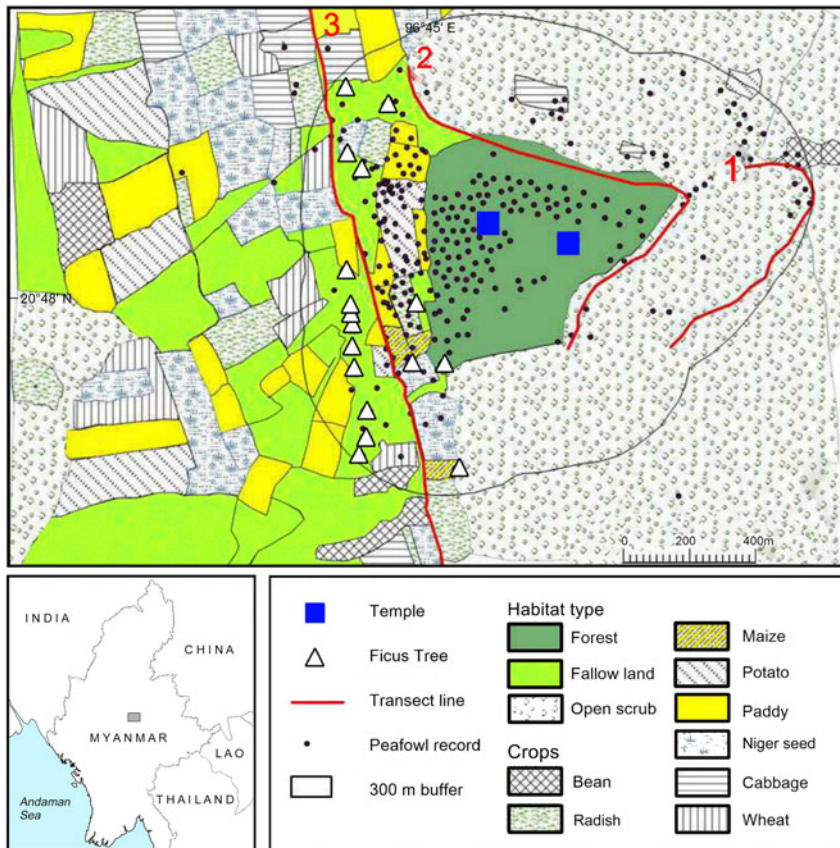 96°45' E
3
2
1
20°48' N
0 200 400m
INDIA
CHINA
MYANMAR
LAO
THAILAND
Andaman
Sea
Temple
Ficus Tree
Transect line
Peafowl record
300 m buffer
Habitat type
Forest
Fallow land
Open scrub
Crops
Bean
Radish
Maize
Potato
Paddy
Niger seed
Cabbage
Wheat